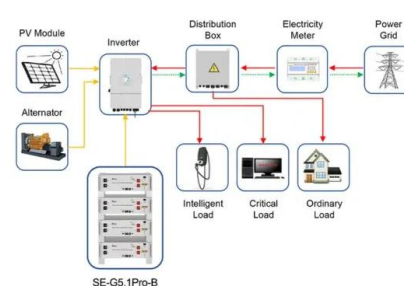 PV Module
Inverter
Distribution
Box
Electricity
Meter
Power
Grid
Alternator
Intelligent
Load
Critical
Load
Ordinary
Load
SE-G5.1Pro-B